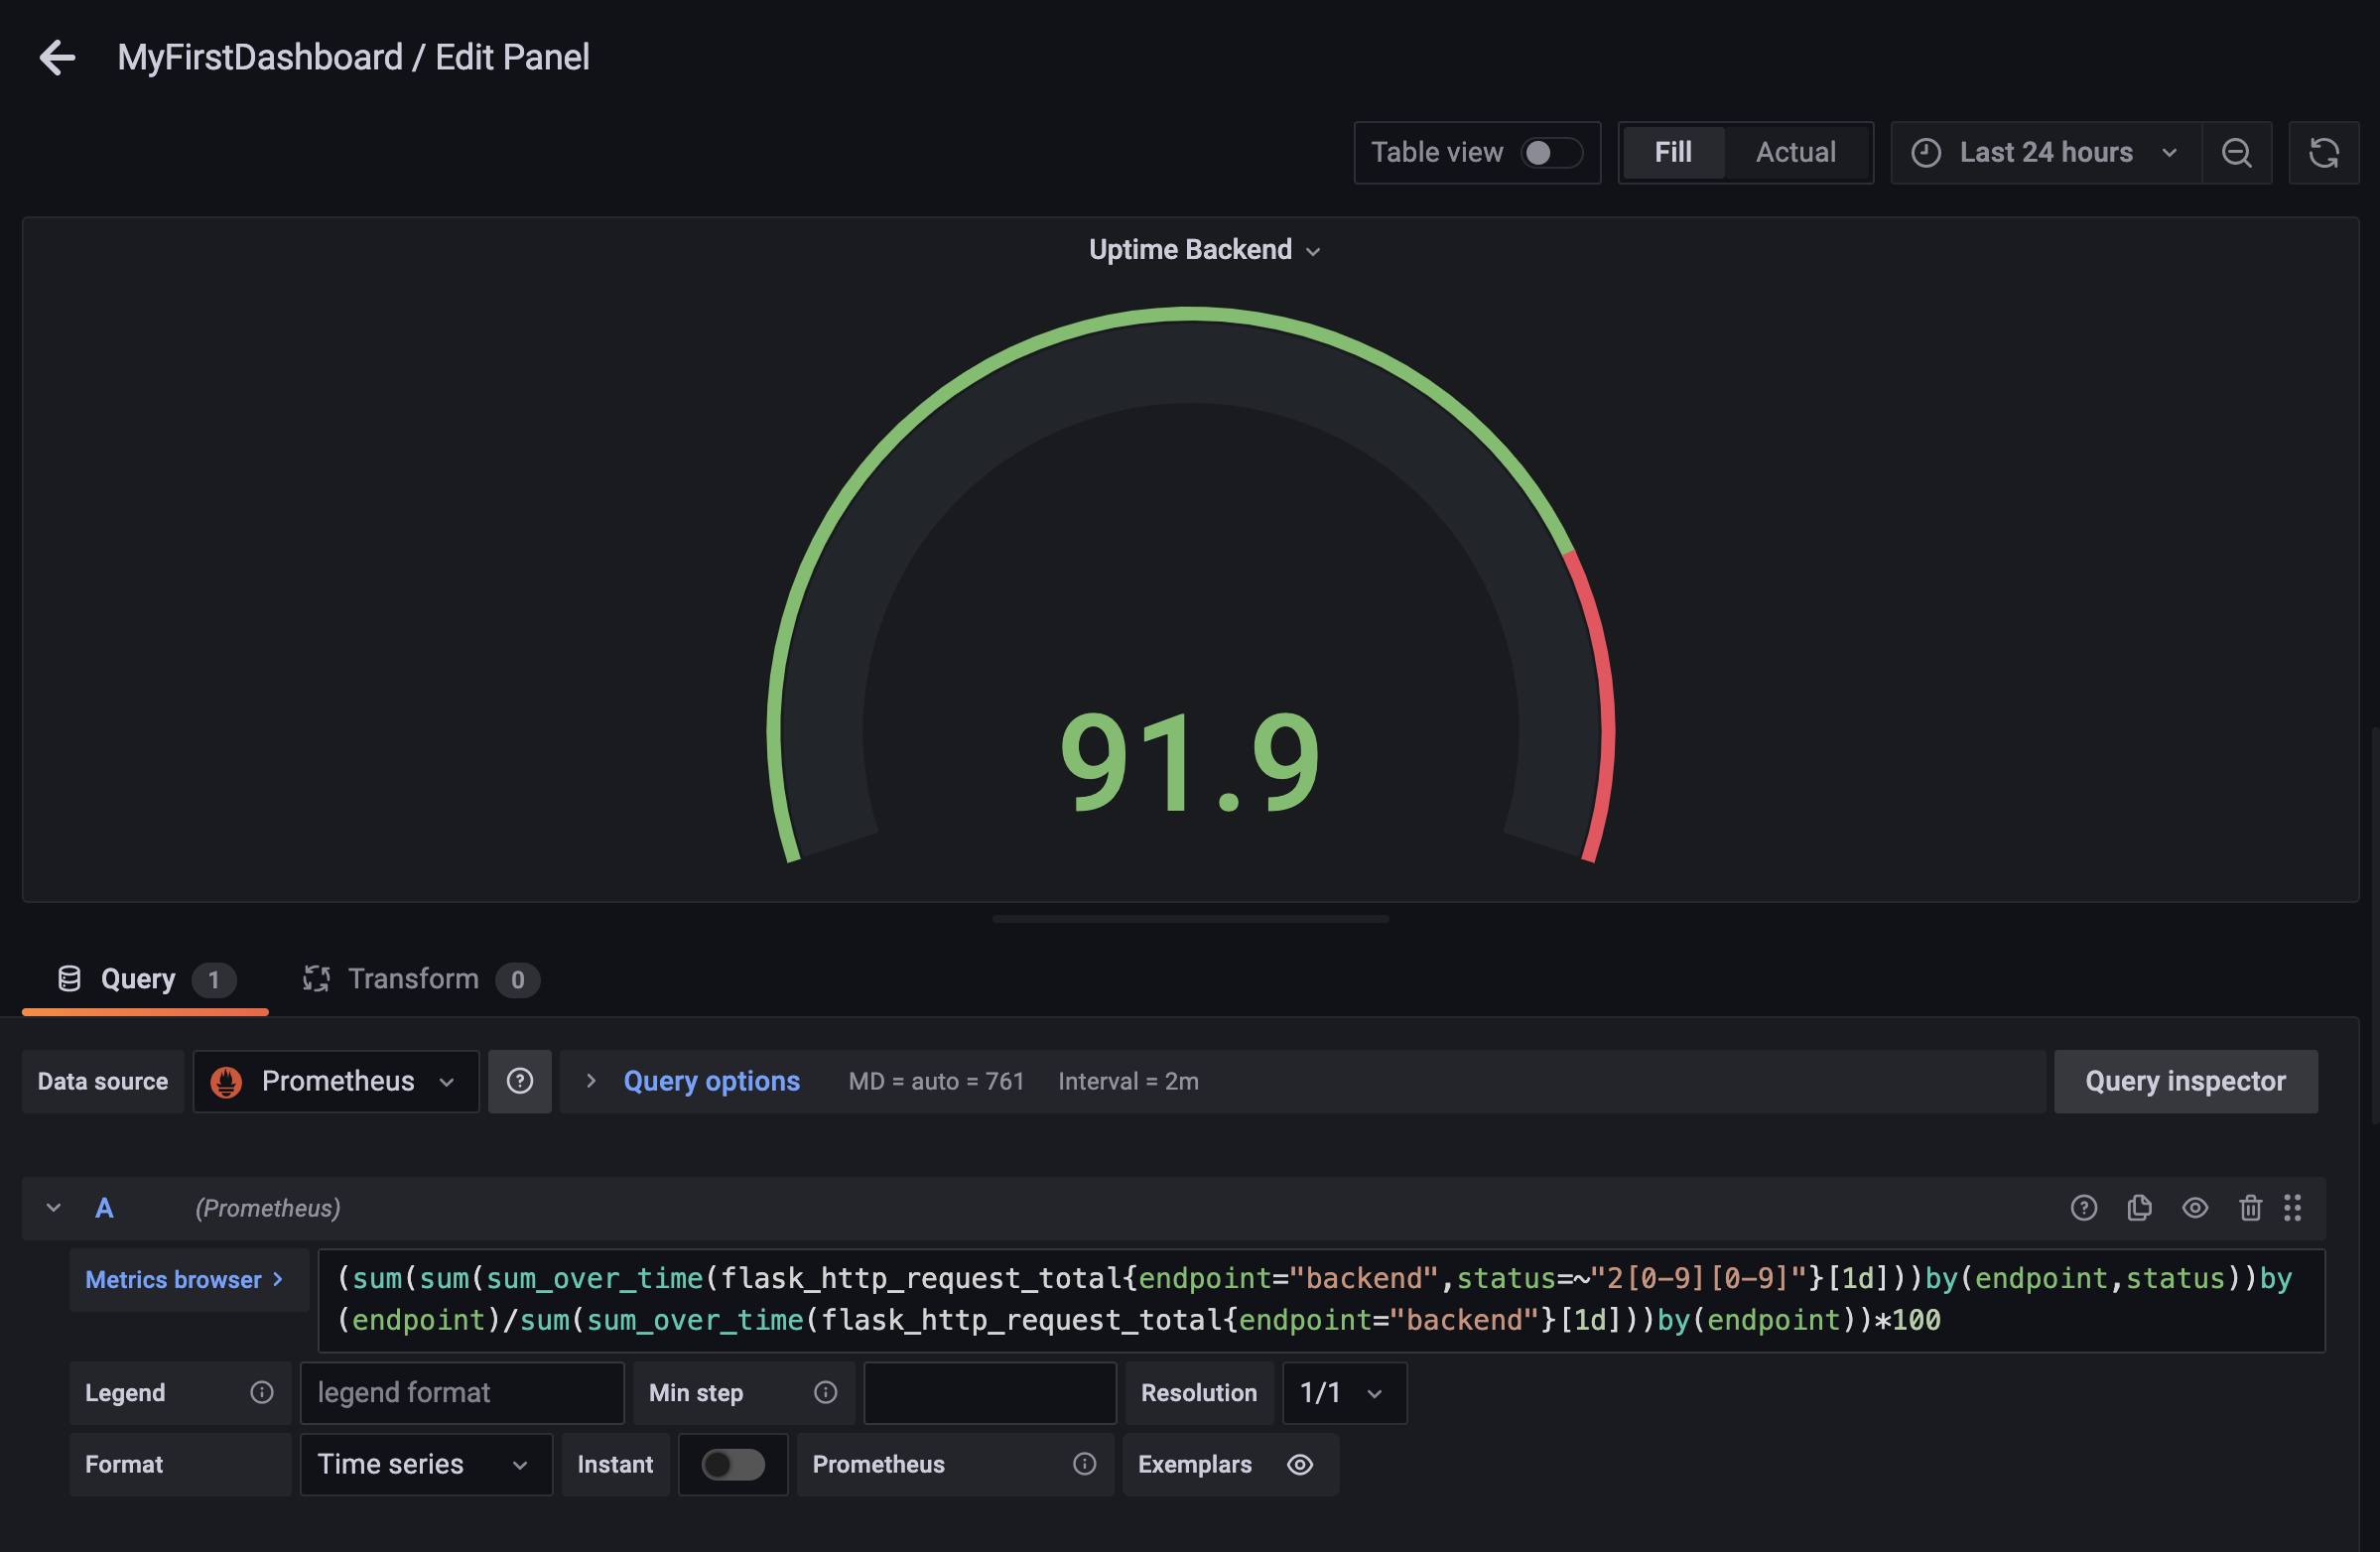 MyFirstDashboard / Edit Panel
Table view Fill Actual Last 24 hours
Uptime Backend
91.9
Query 1 Transform 0
Data source Prometheus Query options MD = auto = 761 Interval = 2m Query inspector
A (Prometheus)
Metrics browser > (sum(sum(sum_over_time(flask_http_request_total{endpoint="backend",status=~"2[0-9][0-9]"}[1d]))by(endpoint,status))by
(endpoint)/sum(sum_over_time(flask_http_request_total{endpoint="backend"}[1d]))by(endpoint))*100
Legend legend format Min step Resolution 1/1
Format Time series Instant Prometheus Exemplars